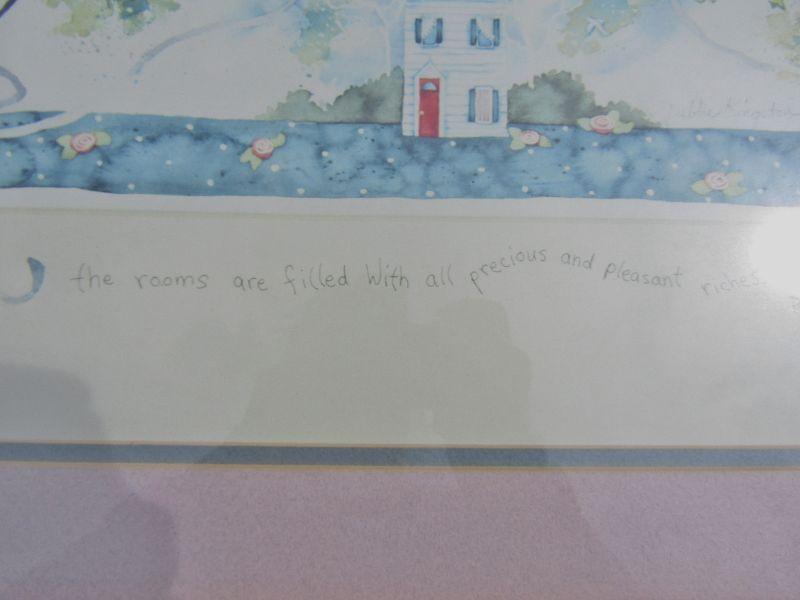 the rooms are filled With all precious and pleasant riches